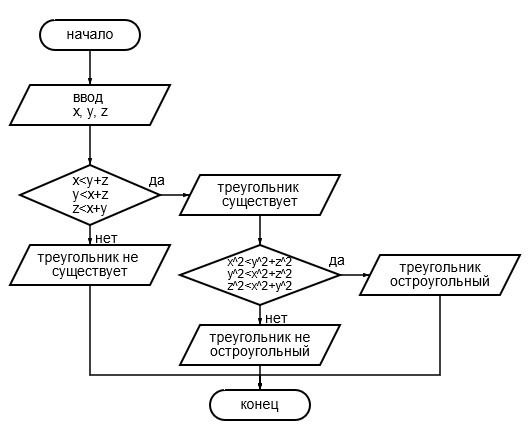 начало
ввод
x, y, z
x<y+z
y<x+z
z<x+y
да
треугольник
существует
нет
треугольник не
существует
x^2<y^2+z^2
y^2<x^2+z^2
z^2<x^2+y^2
да
треугольник
остроугольный
нет
треугольник не
остроугольный
конец